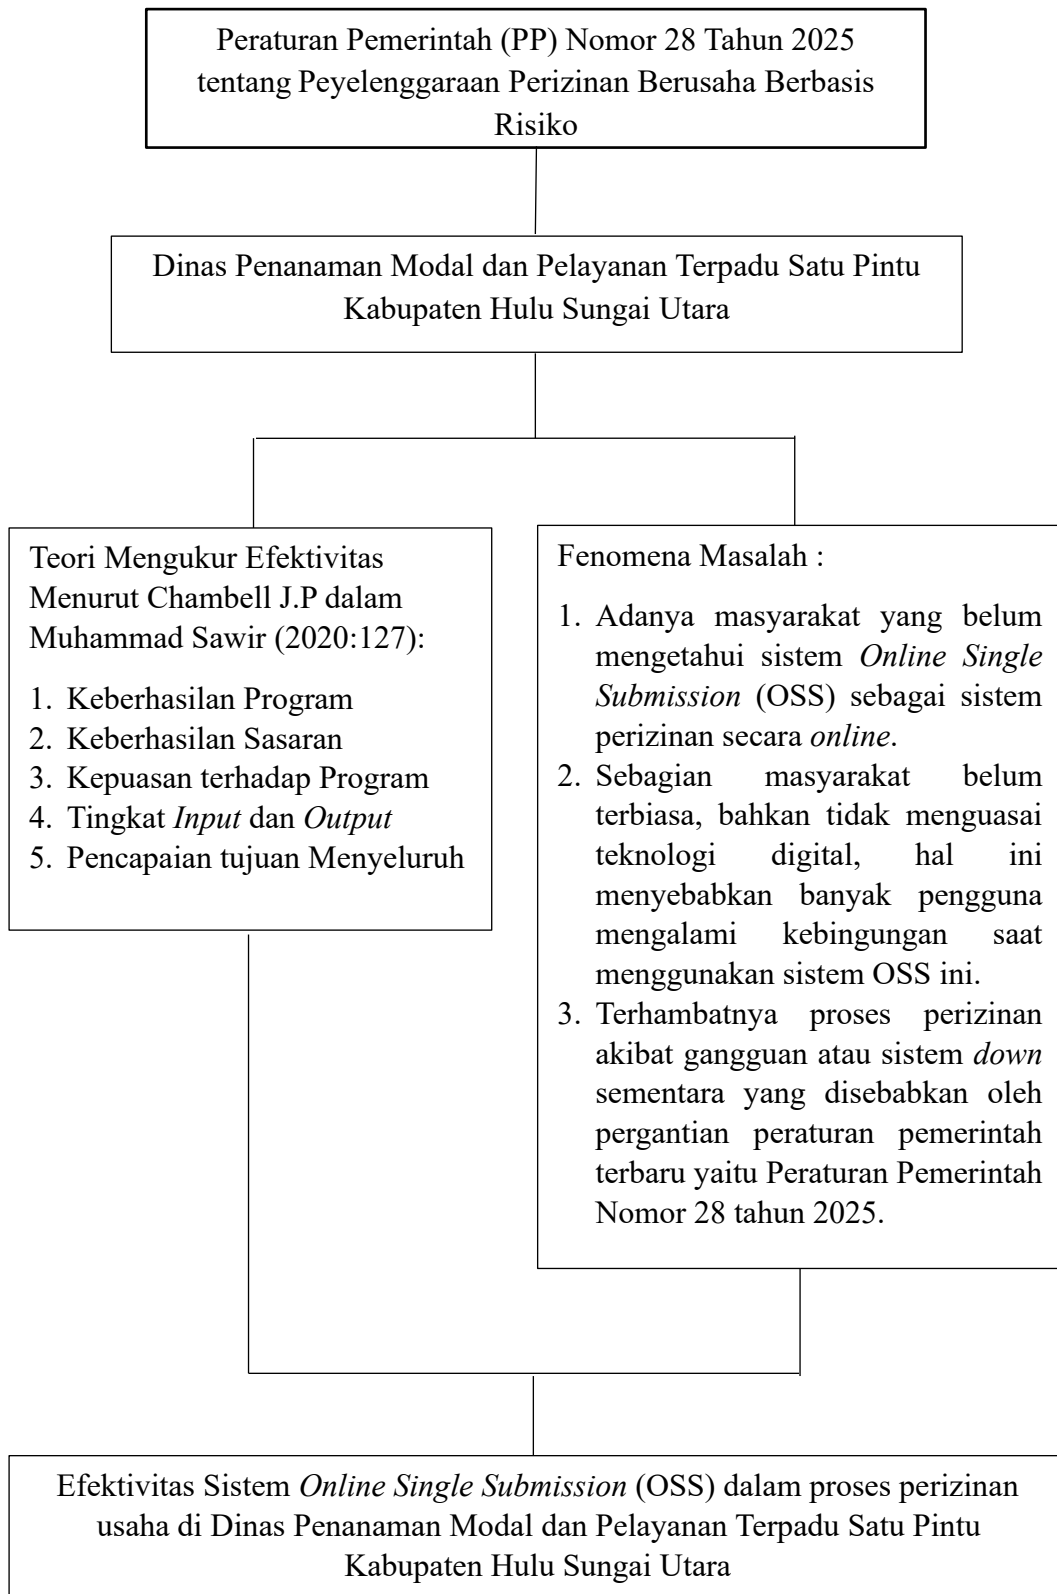 Peraturan Pemerintah (PP) Nomor 28 Tahun 2025
tentang Peyelenggaraan Perizinan Berusaha Berbasis
Risiko
Dinas Penanaman Modal dan Pelayanan Terpadu Satu Pintu
Kabupaten Hulu Sungai Utara
Teori Mengukur Efektivitas
Menurut Chambell J.P dalam
Muhammad Sawir (2020:127):
1. Keberhasilan Program
2. Keberhasilan Sasaran
3. Kepuasan terhadap Program
4. Tingkat Input dan Output
5. Pencapaian tujuan Menyeluruh
Fenomena Masalah :
1. Adanya masyarakat yang belum
mengetahui sistem Online Single
Submission (OSS) sebagai sistem
perizinan secara online.
2. Sebagian masyarakat belum
terbiasa, bahkan tidak menguasai
teknologi digital, hal ini
menyebabkan banyak pengguna
mengalami kebingungan saat
menggunakan sistem OSS ini.
3. Terhambatnya proses perizinan
akibat gangguan atau sistem down
sementara yang disebabkan oleh
pergantian peraturan pemerintah
terbaru yaitu Peraturan Pemerintah
Nomor 28 tahun 2025.
Efektivitas Sistem Online Single Submission (OSS) dalam proses perizinan
usaha di Dinas Penanaman Modal dan Pelayanan Terpadu Satu Pintu
Kabupaten Hulu Sungai Utara